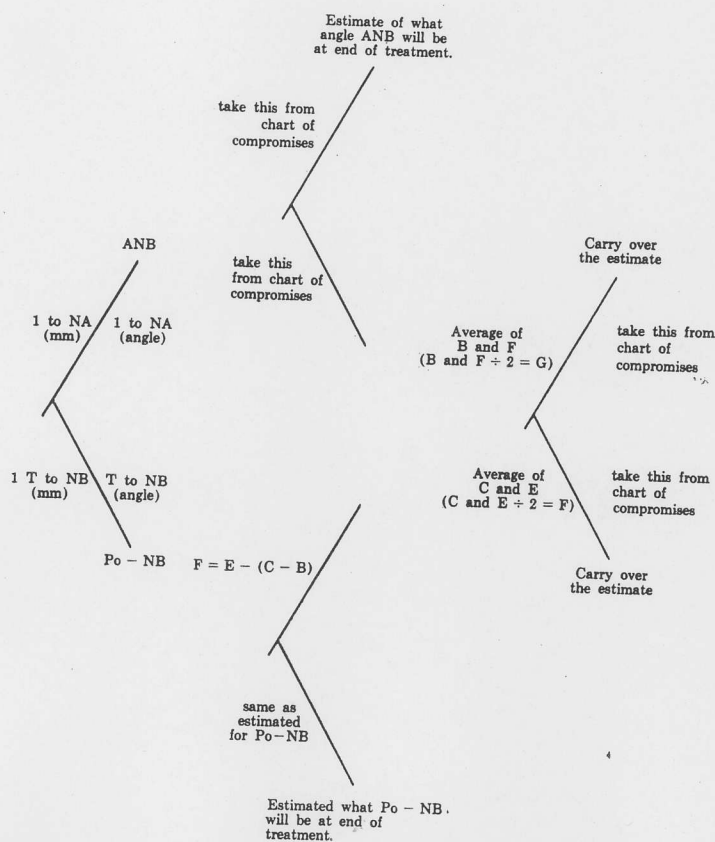 Estimate of what
angle ANB will be
at end of treatment.
take this from
chart of
compromises
take this
from chart of
compromises
ANB
1 to NA
(mm)
1 to NA
(angle)
1 T to NB
(mm)
T to NB
(angle)
Po – NB
Carry over
the estimate
Average of
B and F
(B and F ÷ 2 = G)
take this from
chart of
compromises
Average of
C and E
(C and E ÷ 2 = F)
take this from
chart of
compromises
Carry over
the estimate
F = E – (C – B)
same as
estimated
for Po–NB
Estimated what Po – NB
will be at end of
treatment.
4